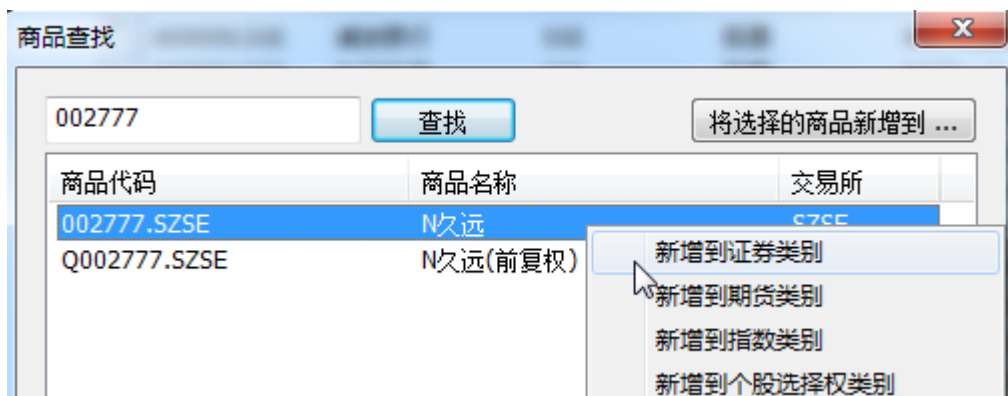 商品查找
002777
查找
将选择的商品新增到 ...
商品代码 商品名称 交易所
002777.SZSE N久远 SZSE
Q002777.SZSE N久远(前复权)
新增到证券类别
新增到期货类别
新增到指数类别
新增到个股选择权类别